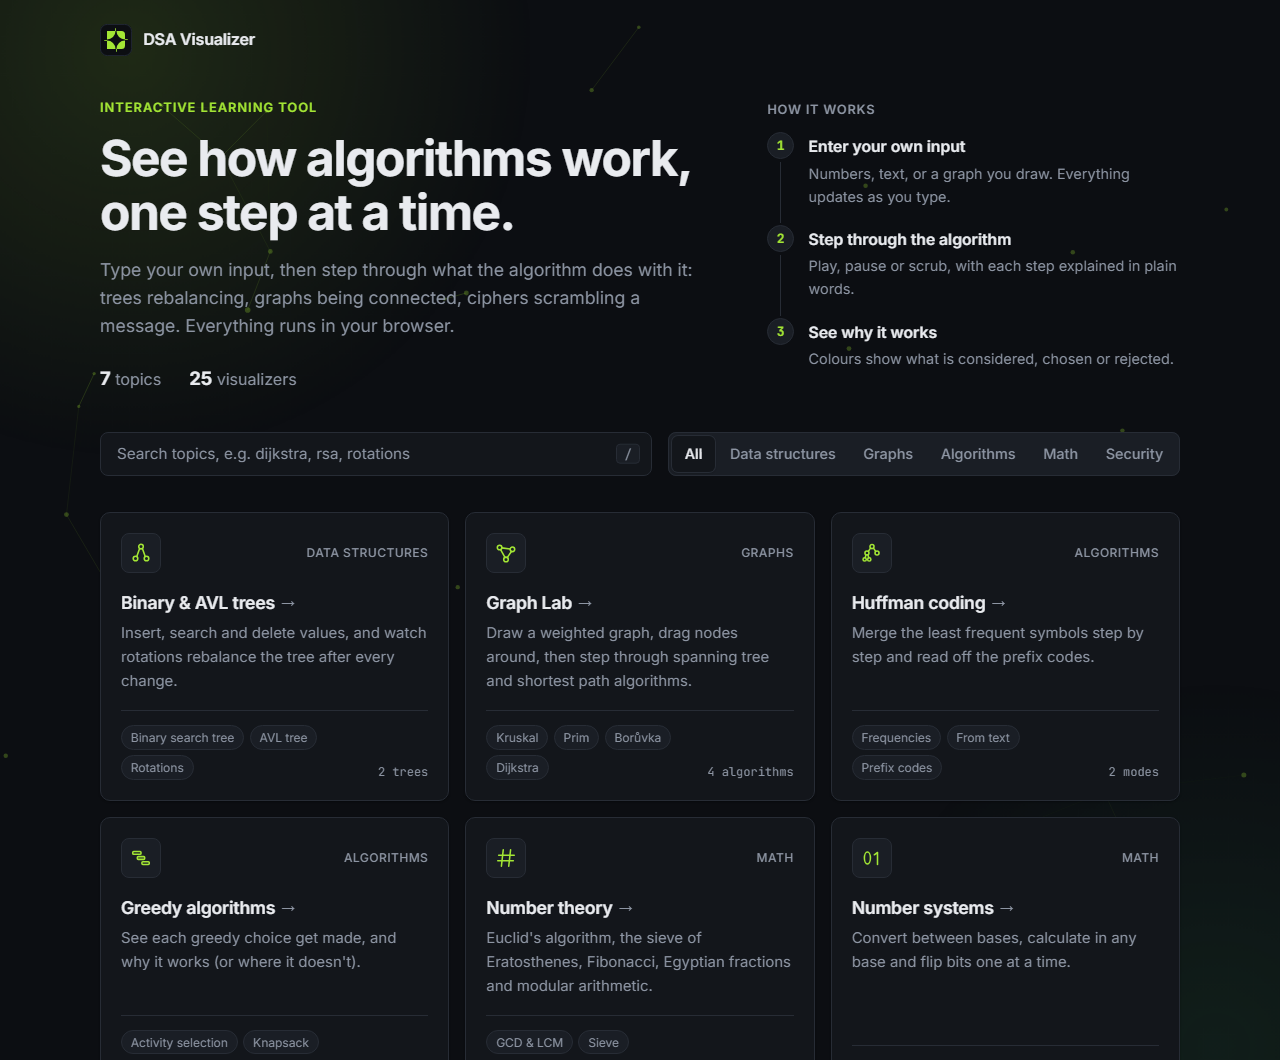 DSA Visualizer
INTERACTIVE LEARNING TOOL
See how algorithms work,
one step at a time.
Type your own input, then step through what the algorithm does with it:
trees rebalancing, graphs being connected, ciphers scrambling a
message. Everything runs in your browser.
7 topics 25 visualizers
HOW IT WORKS
1 Enter your own input
Numbers, text, or a graph you draw. Everything
updates as you type.
2 Step through the algorithm
Play, pause or scrub, with each step explained in plain
words.
3 See why it works
Colours show what is considered, chosen or rejected.
Search topics, e.g. dijkstra, rsa, rotations /
All Data structures Graphs Algorithms Math Security
DATA STRUCTURES
Binary & AVL trees →
Insert, search and delete values, and watch
rotations rebalance the tree after every
change.
Binary search tree AVL tree
Rotations 2 trees
GRAPHS
Graph Lab →
Draw a weighted graph, drag nodes
around, then step through spanning tree
and shortest path algorithms.
Kruskal Prim Borůvka
Dijkstra 4 algorithms
ALGORITHMS
Huffman coding →
Merge the least frequent symbols step by
step and read off the prefix codes.
Frequencies From text
Prefix codes 2 modes
ALGORITHMS
Greedy algorithms →
See each greedy choice get made, and
why it works (or where it doesn't).
Activity selection Knapsack
MATH
Number theory →
Euclid's algorithm, the sieve of
Eratosthenes, Fibonacci, Egyptian fractions
and modular arithmetic.
GCD & LCM Sieve
01 MATH
Number systems →
Convert between bases, calculate in any
base and flip bits one at a time.